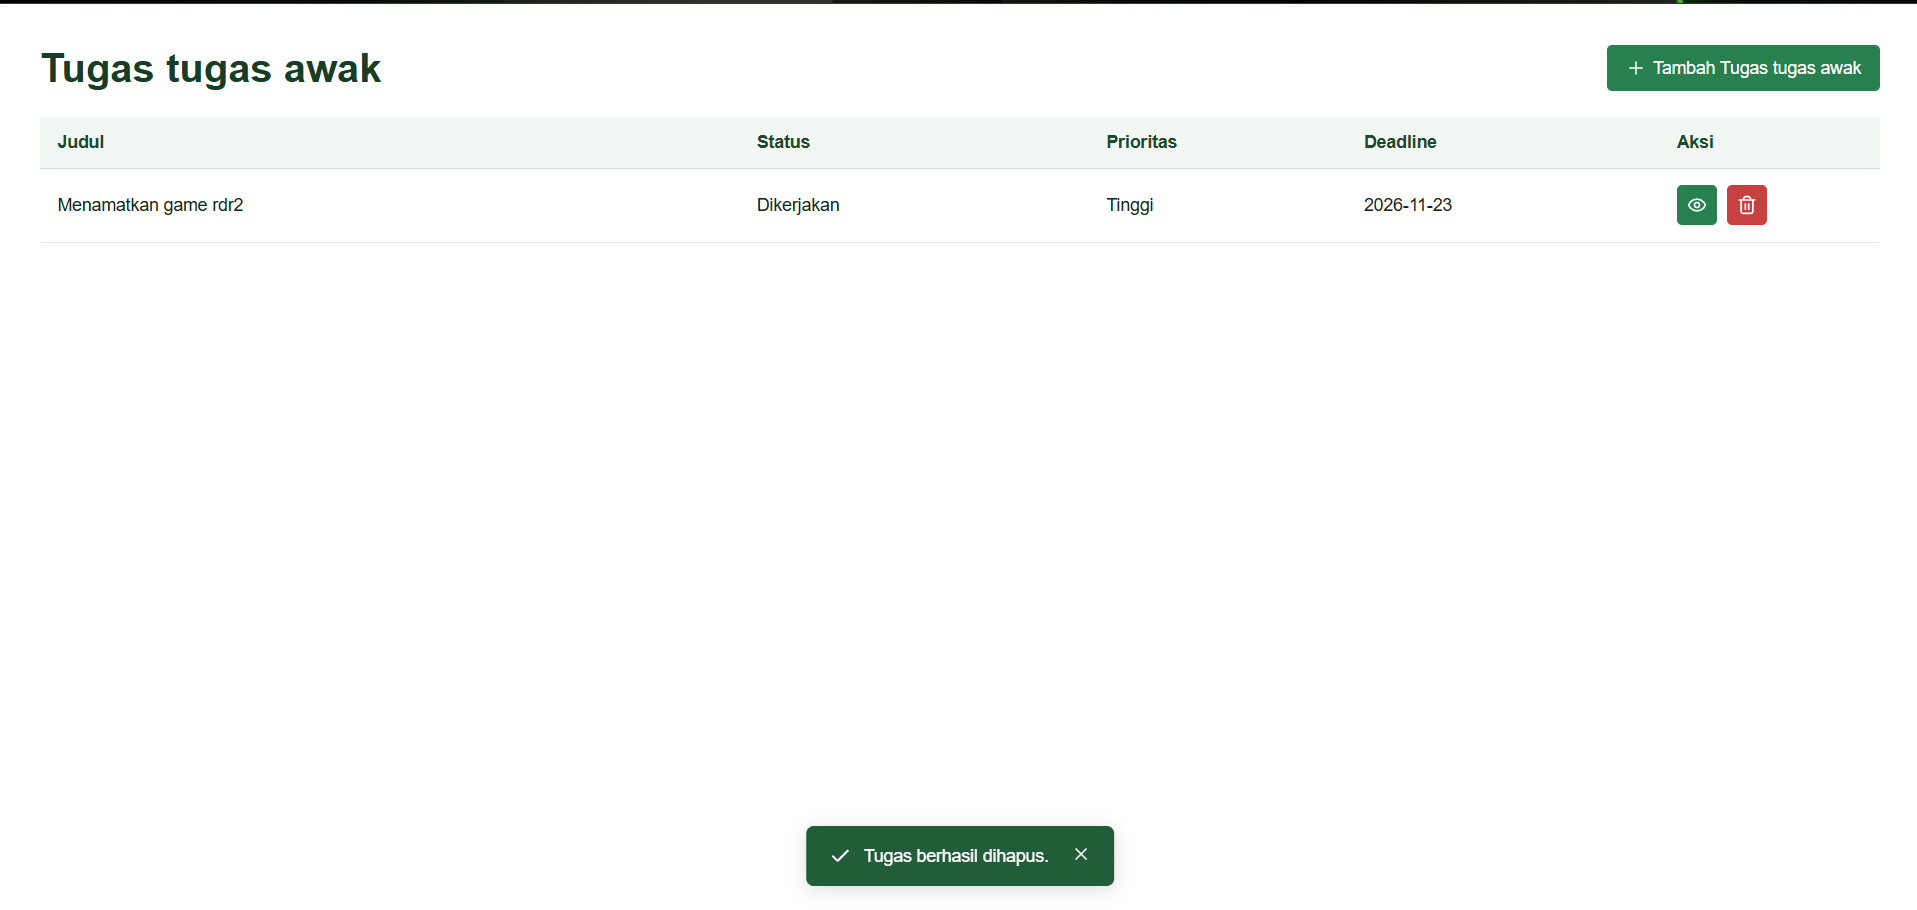 Tugas tugas awak
Tambah Tugas tugas awak
Judul Status Prioritas Deadline Aksi
Menamatkan game rdr2 Dikerjakan Tinggi 2026-11-23
Tugas berhasil dihapus.